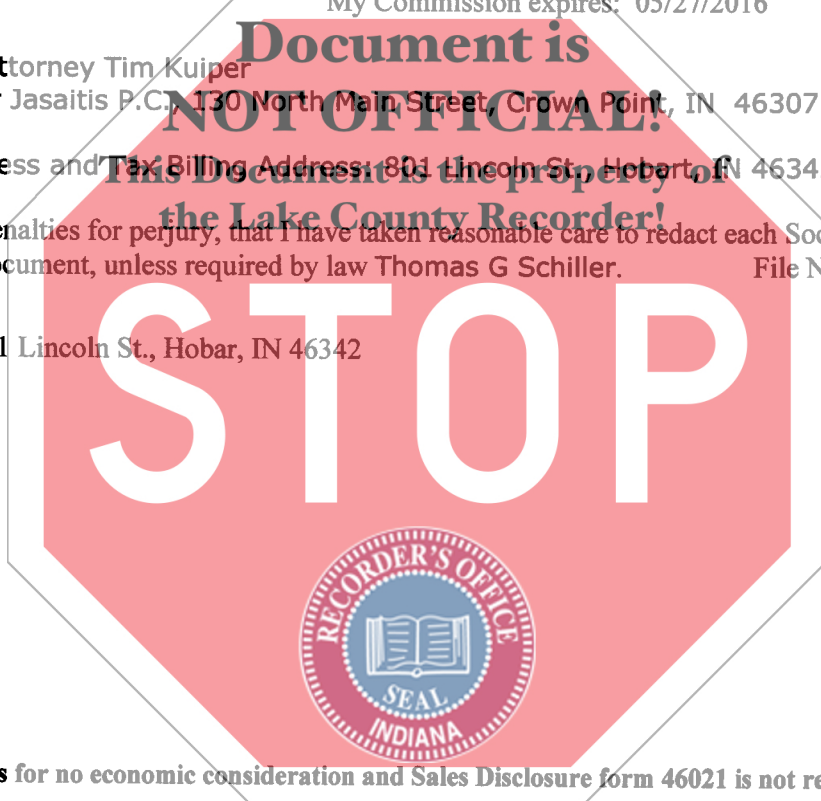 My Commission expires: 05/27/2016
Document is
ttorney Tim Kuiper
Jasaitis P.C., 130 North Main Street, Crown Point, IN 46307
NOT OFFICIAL!
ess and Tax Billing Address: 801 Lincoln St., Hobart, IN 4634
This Document is the property of
the Lake County Recorder!
enalties for perjury, that I have taken reasonable care to redact each Soc
cument, unless required by law Thomas G Schiller. File N
1 Lincoln St., Hobar, IN 46342
STOP
RECORDER'S OFFICE
SEAL
INDIANA
s for no economic consideration and Sales Disclosure form 46021 is not re